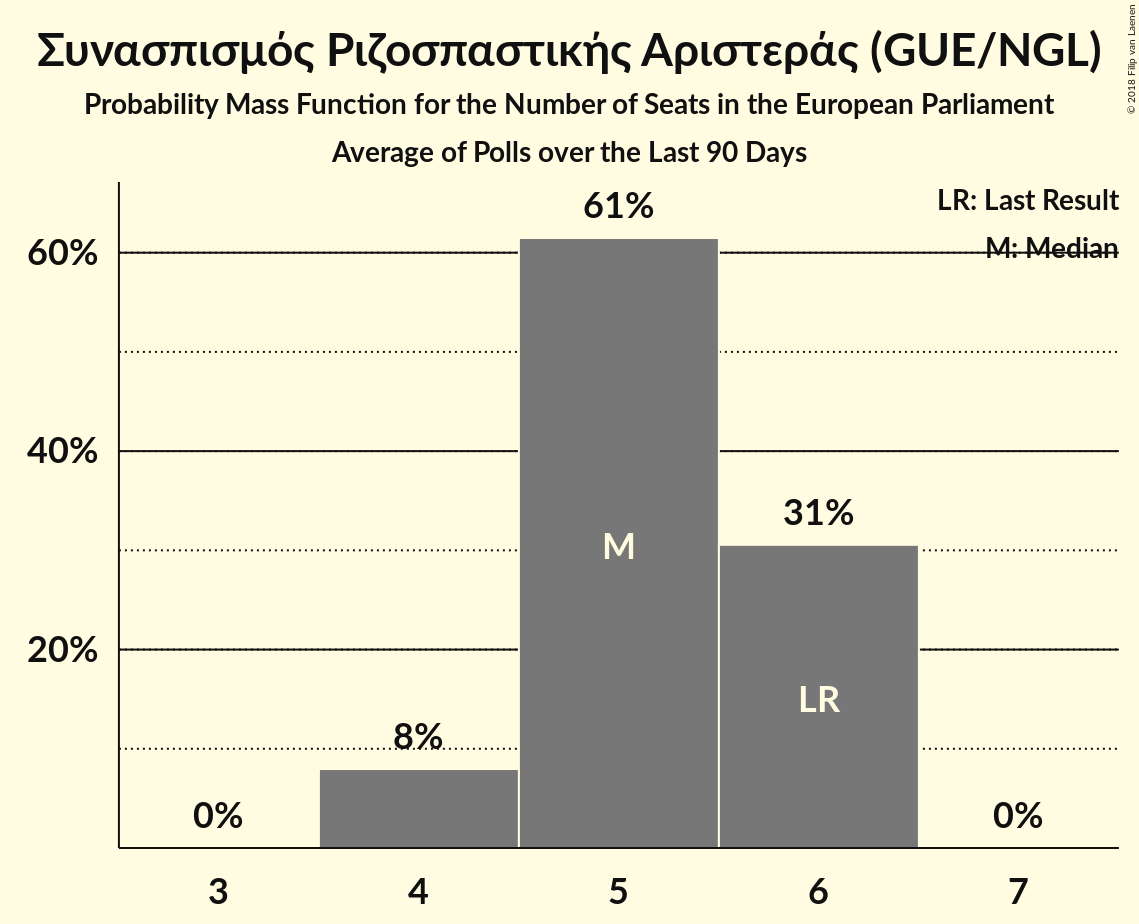 Συνασπισμός Ριζοσπαστικής Αριστεράς (GUE/NGL)
Probability Mass Function for the Number of Seats in the European Parliament
Average of Polls over the Last 90 Days
© 2018 Filip van Laenen
LR: Last Result
M: Median
61%
60%
40%
31%
M
20%
LR
8%
0%
0%
3 4 5 6 7